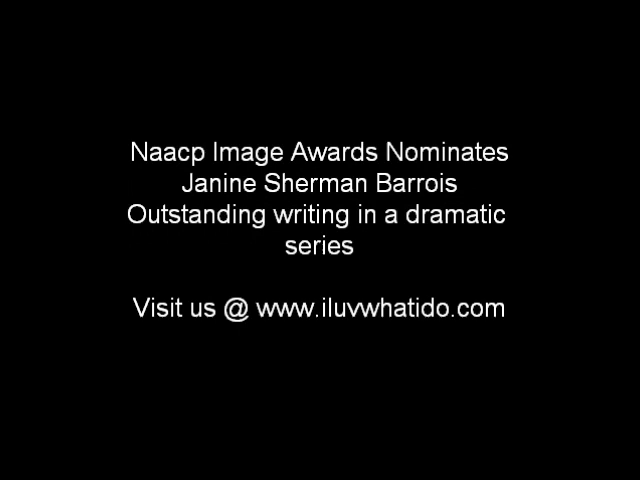 Naacp Image Awards Nominates
Janine Sherman Barrois
Outstanding writing in a dramatic
series
Visit us @ www.iluvwhatido.com